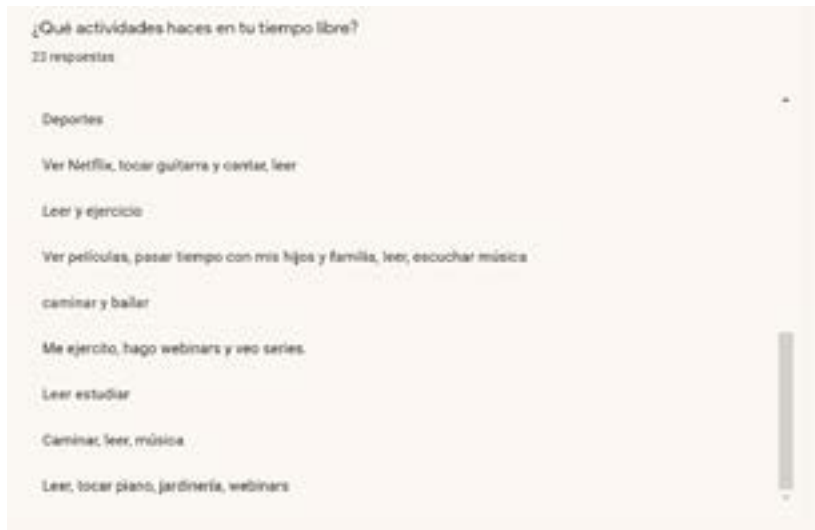 ¿Qué actividades haces en tu tiempo libre?
23 respuestas
Deportes
Ver Netflix, tocar guitarra y cantar, leer
Leer y ejercicio
Ver películas, pasar tiempo con mis hijos y familia, leer, escuchar música
caminar y bailar
Me ejercito, hago webinars y veo series.
Leer estudiar
Caminar, leer, música
Leer, tocar piano, jardinería, webinars